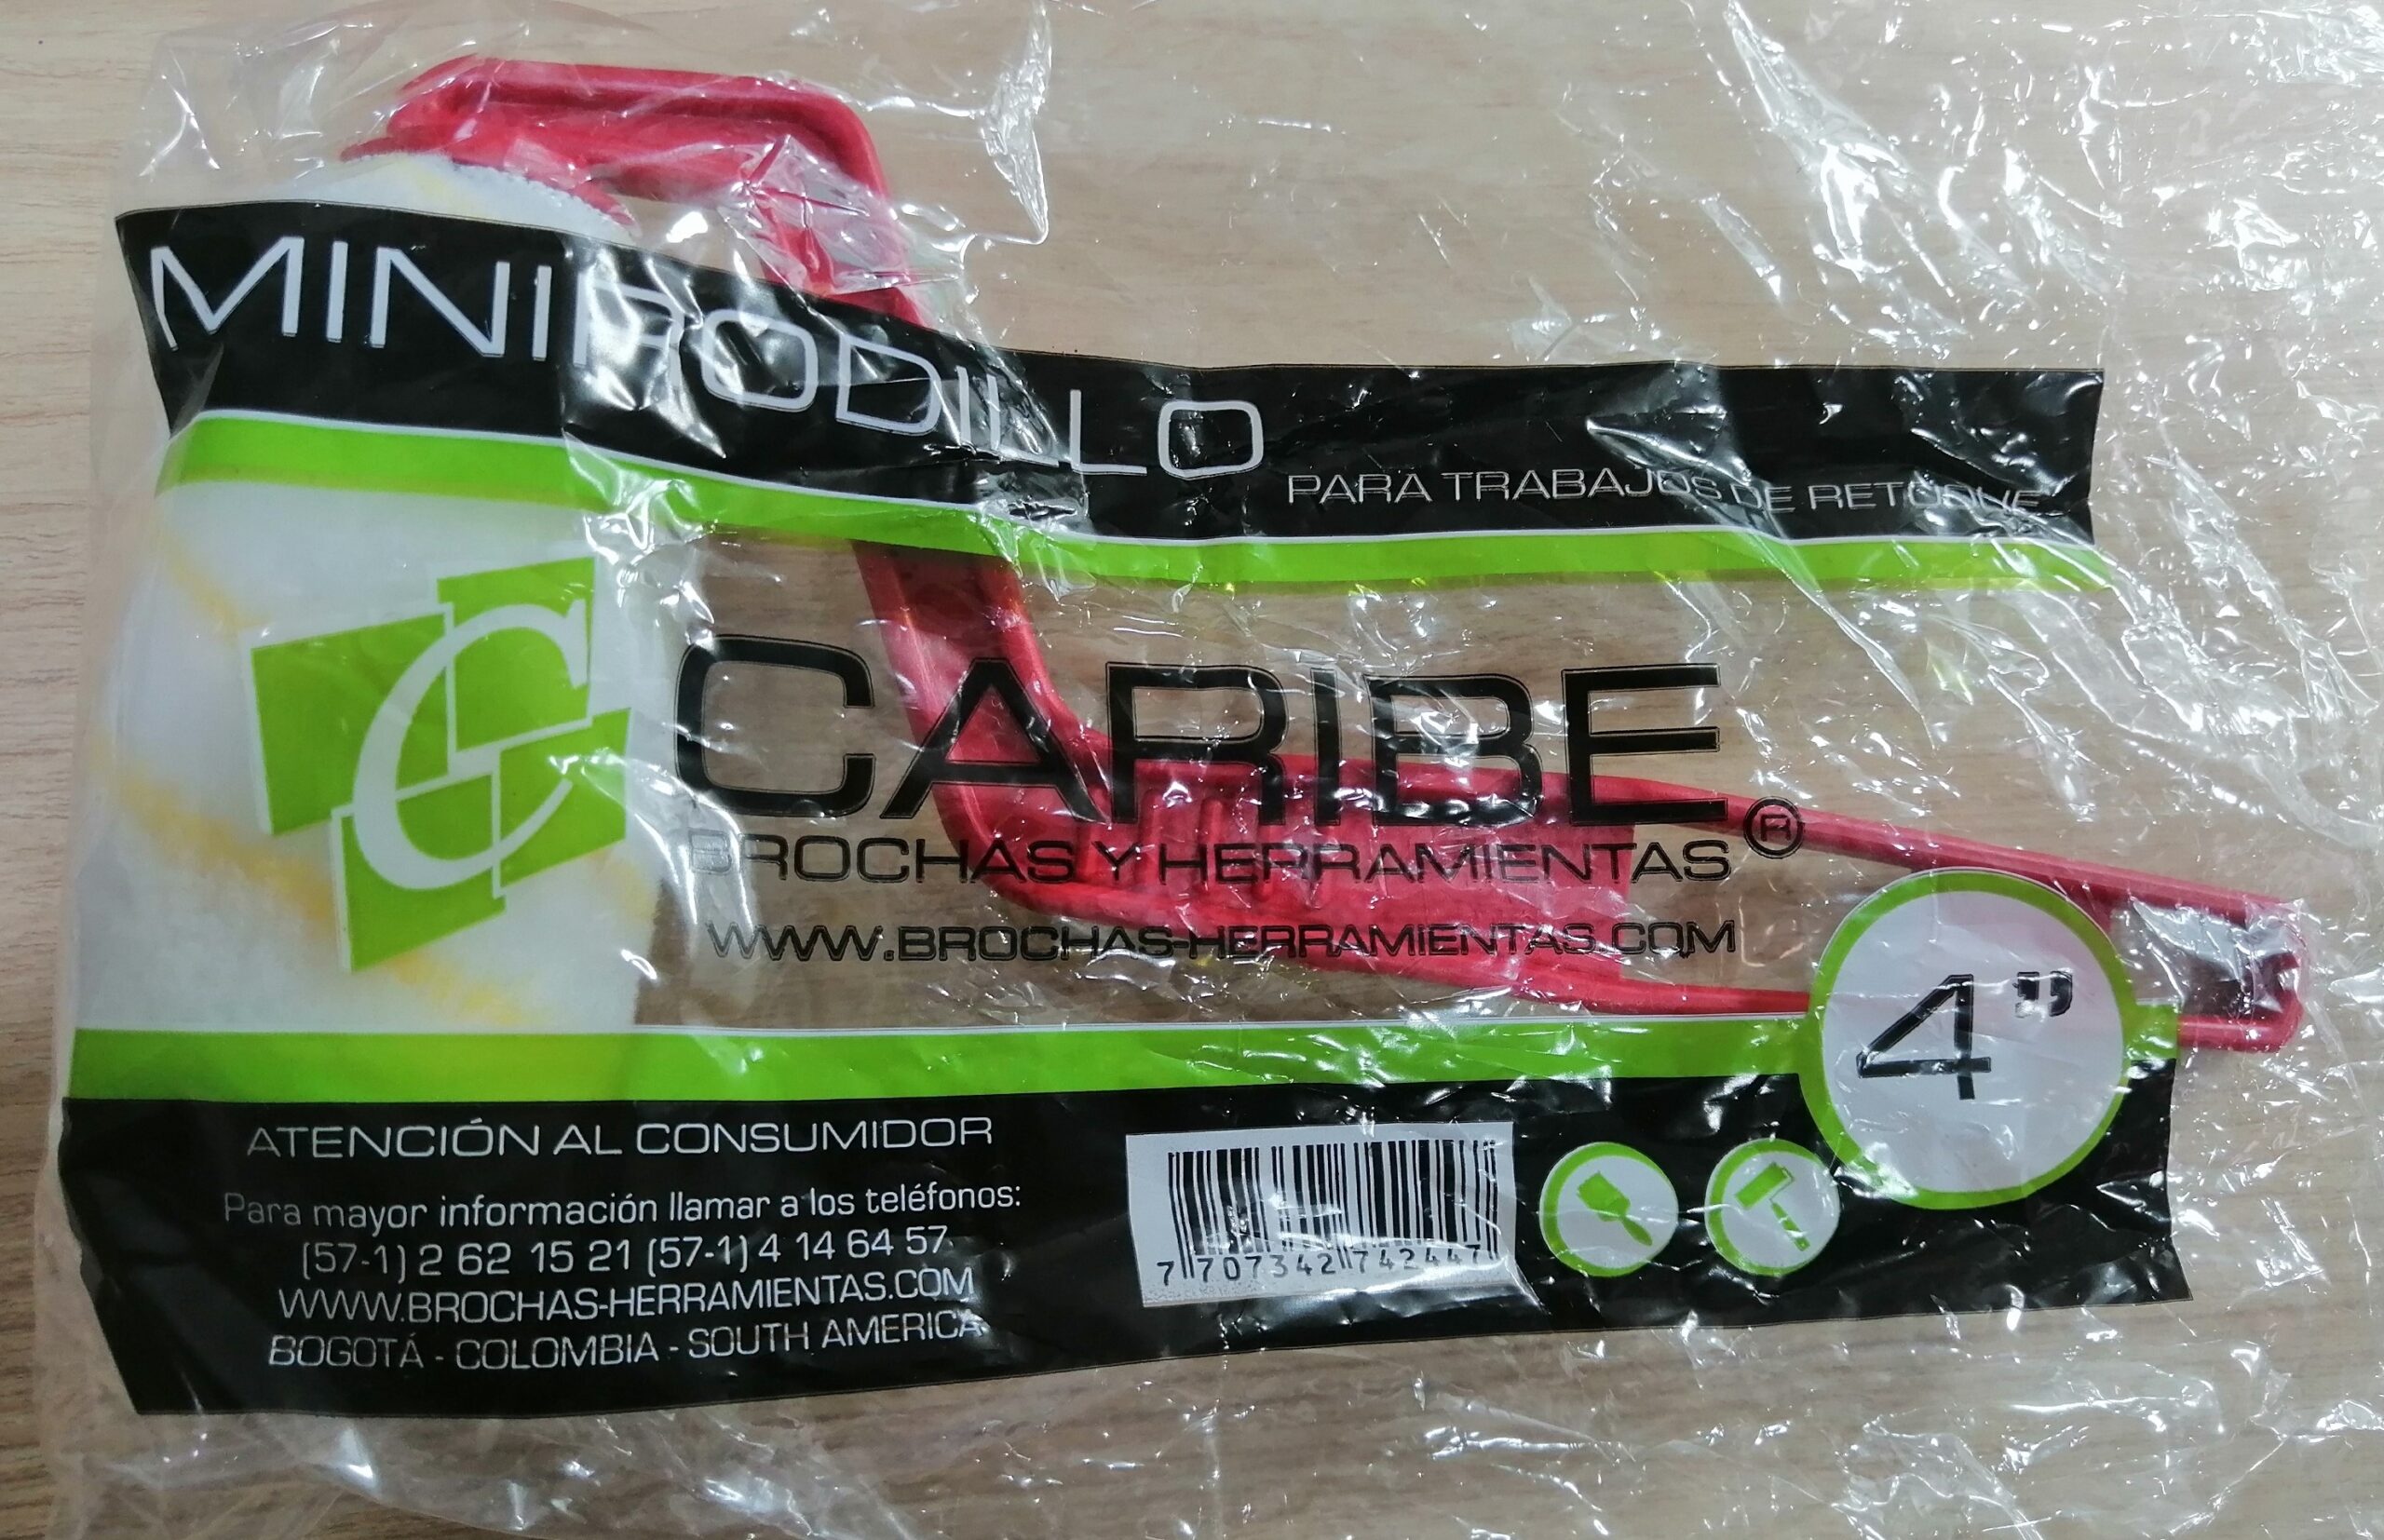 MINIRODILLO
PARA TRABAJOS DE RETOQUE
C
CARIBE®
BROCHAS Y HERRAMIENTAS
WWW.BROCHAS-HERRAMIENTAS.COM
4"
ATENCIÓN AL CONSUMIDOR
Para mayor información llamar a los teléfonos:
(57-1) 2 62 15 21 (57-1) 4 14 64 57
WWW.BROCHAS-HERRAMIENTAS.COM
BOGOTÁ - COLOMBIA - SOUTH AMERICA
7 707342 742447